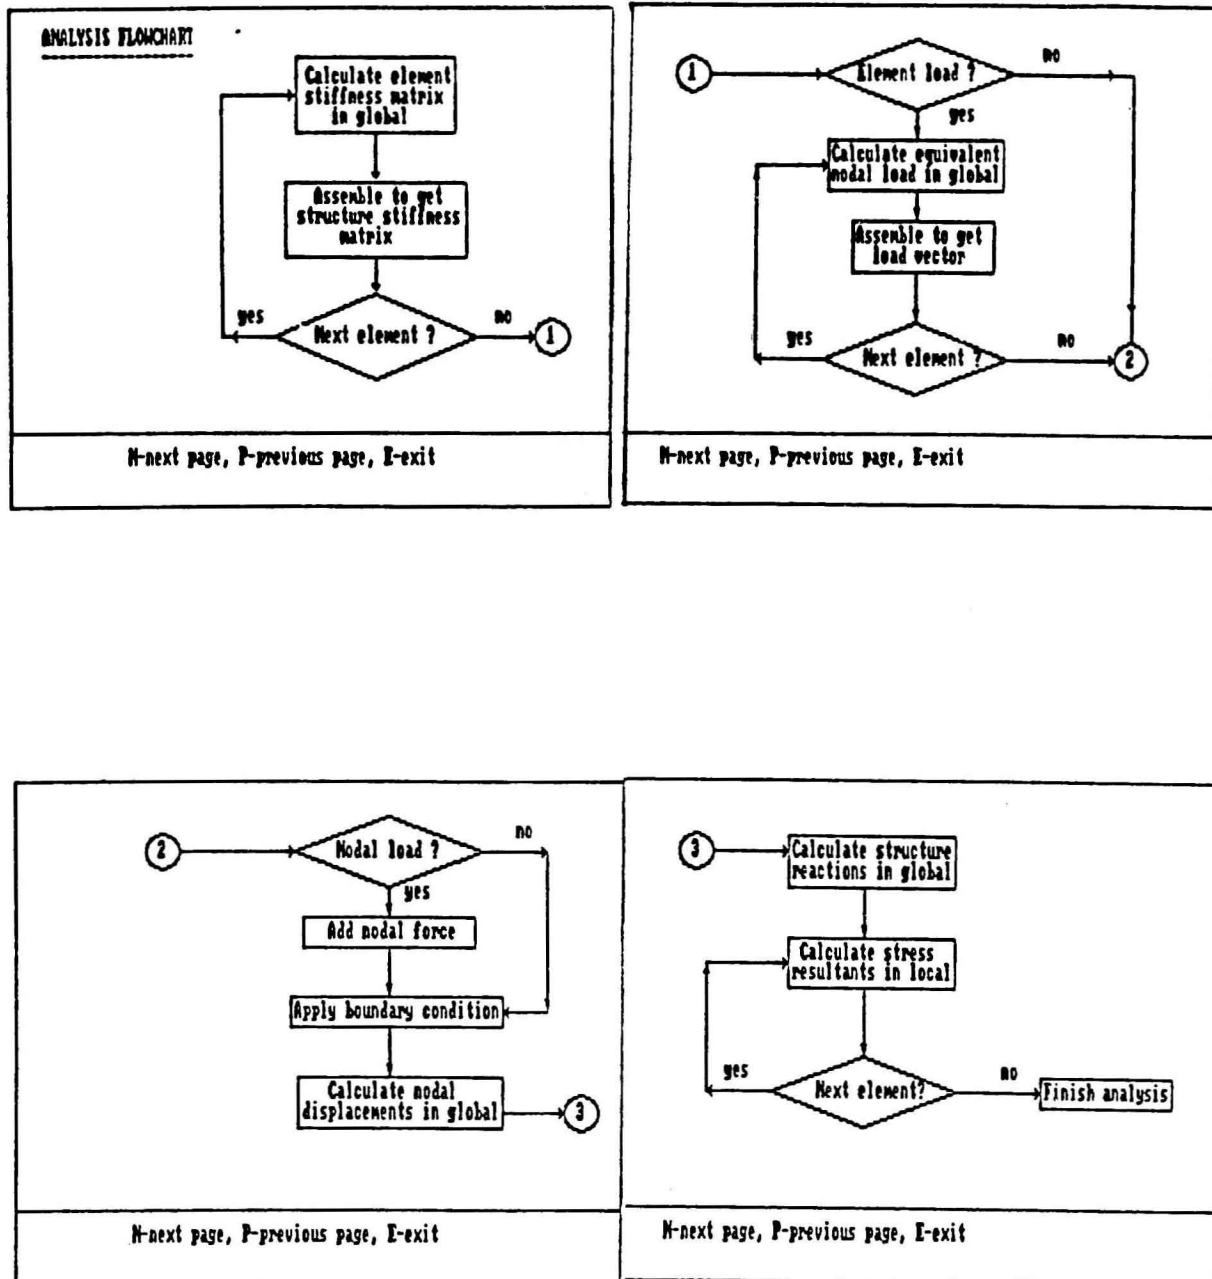 ANALYSIS FLOWCHART
Calculate element
stiffness matrix
in global
Assemble to get
structure stiffness
matrix
yes
Next element ?
no
1
N-next page, P-previous page, E-exit
1
Element load ?
no
yes
Calculate equivalent
nodal load in global
Assemble to get
load vector
yes
Next element ?
no
2
N-next page, P-previous page, E-exit
2
Nodal load ?
no
yes
Add nodal force
Apply boundary condition
Calculate nodal
displacements in global
3
N-next page, P-previous page, E-exit
3
Calculate structure
reactions in global
Calculate stress
resultants in local
yes
Next element?
no
Finish analysis
N-next page, P-previous page, E-exit